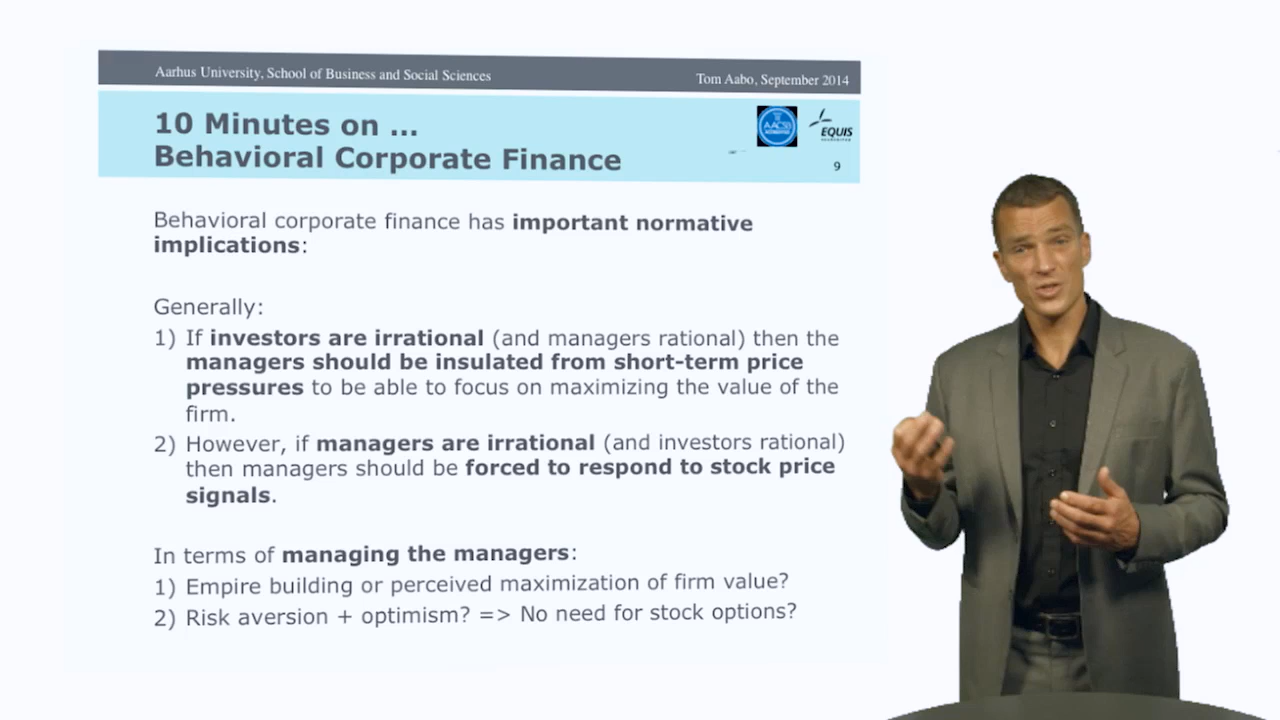 Aarhus University, School of Business and Social Sciences
Tom Aabo, September 2014
10 Minutes on ...
Behavioral Corporate Finance
AACSB
EQUIS
9
Behavioral corporate finance has important normative
implications:
Generally:
1) If investors are irrational (and managers rational) then the
managers should be insulated from short-term price
pressures to be able to focus on maximizing the value of the
firm.
2) However, if managers are irrational (and investors rational)
then managers should be forced to respond to stock price
signals.
In terms of managing the managers:
1) Empire building or perceived maximization of firm value?
2) Risk aversion + optimism? => No need for stock options?